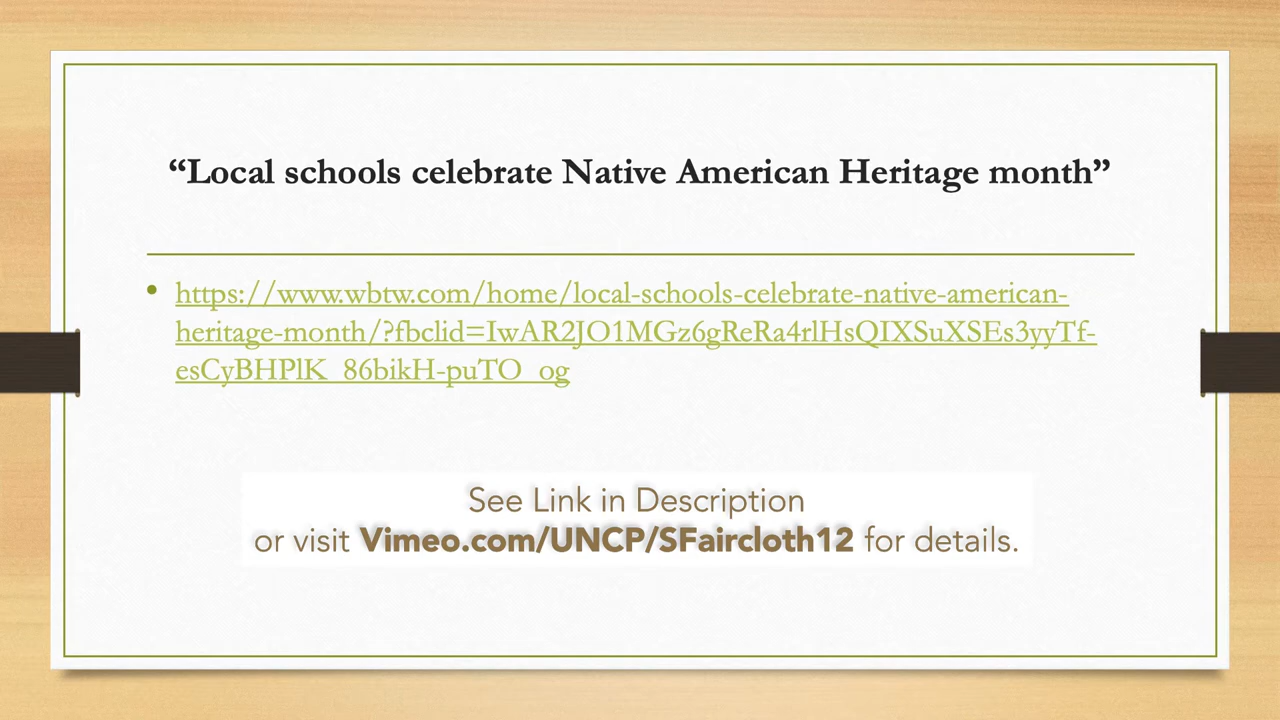 “Local schools celebrate Native American Heritage month”
• https://www.wbtw.com/home/local-schools-celebrate-native-american-
heritage-month/?fbclid=IwAR2JO1MGz6gReRa4rlHsQIXSuXSEs3yyTf-
esCyBHPlK_86bikH-puTO_og
See Link in Description
or visit Vimeo.com/UNCP/SFaircloth12 for details.